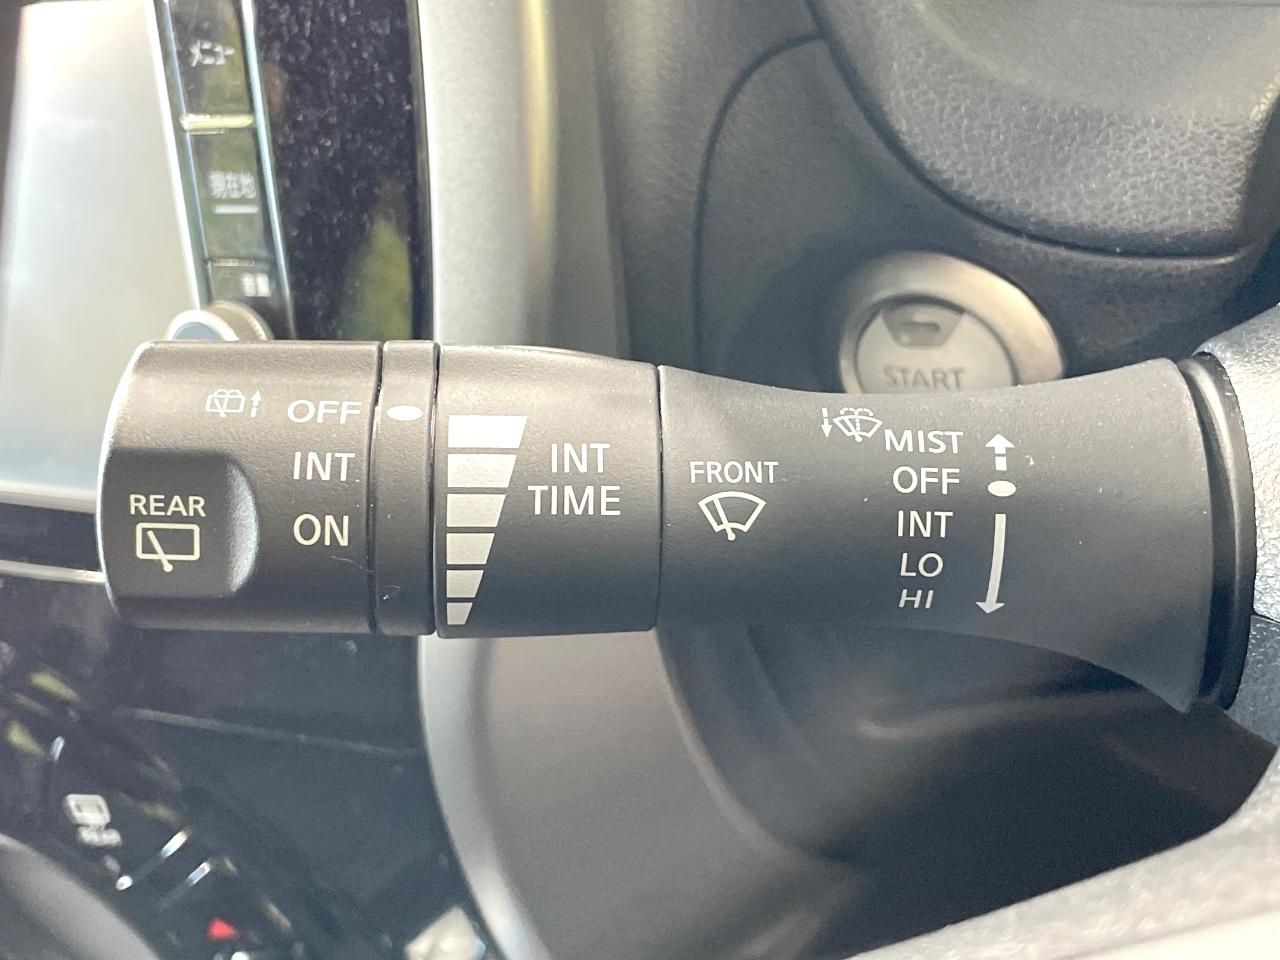 メニュー
現在地
START
OFF
INT
ON
REAR
INT
TIME
FRONT
MIST
OFF
INT
LO
HI
REAR